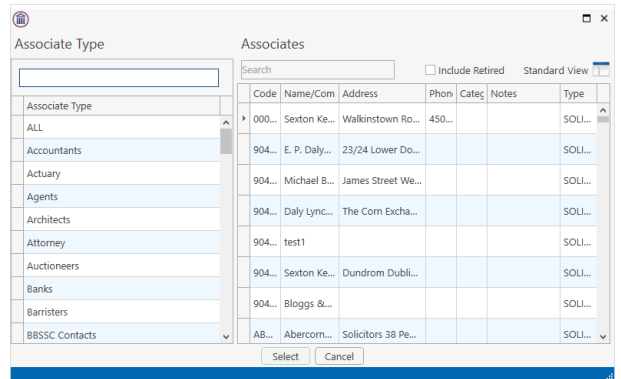 Associate Type
Associates
Search
Include Retired
Standard View
Associate Type
ALL
Accountants
Actuary
Agents
Architects
Attorney
Auctioneers
Banks
Barristers
BBSSC Contacts
Code Name/Com Address Phon Categ Notes Type
000... Sexton Ke... Walkinstown Ro... 450... SOLI...
904... E. P. Daly... 23/24 Lower Do... SOLI...
904... Michael B... James Street We... SOLI...
904... Daly Lync... The Corn Excha... SOLI...
904... test1 SOLI...
904... Sexton Ke... Dundrom Dubli... SOLI...
904... Bloggs &... SOLI...
AB... Abercorn... Solicitors 38 Pe... SOLI...
Select Cancel